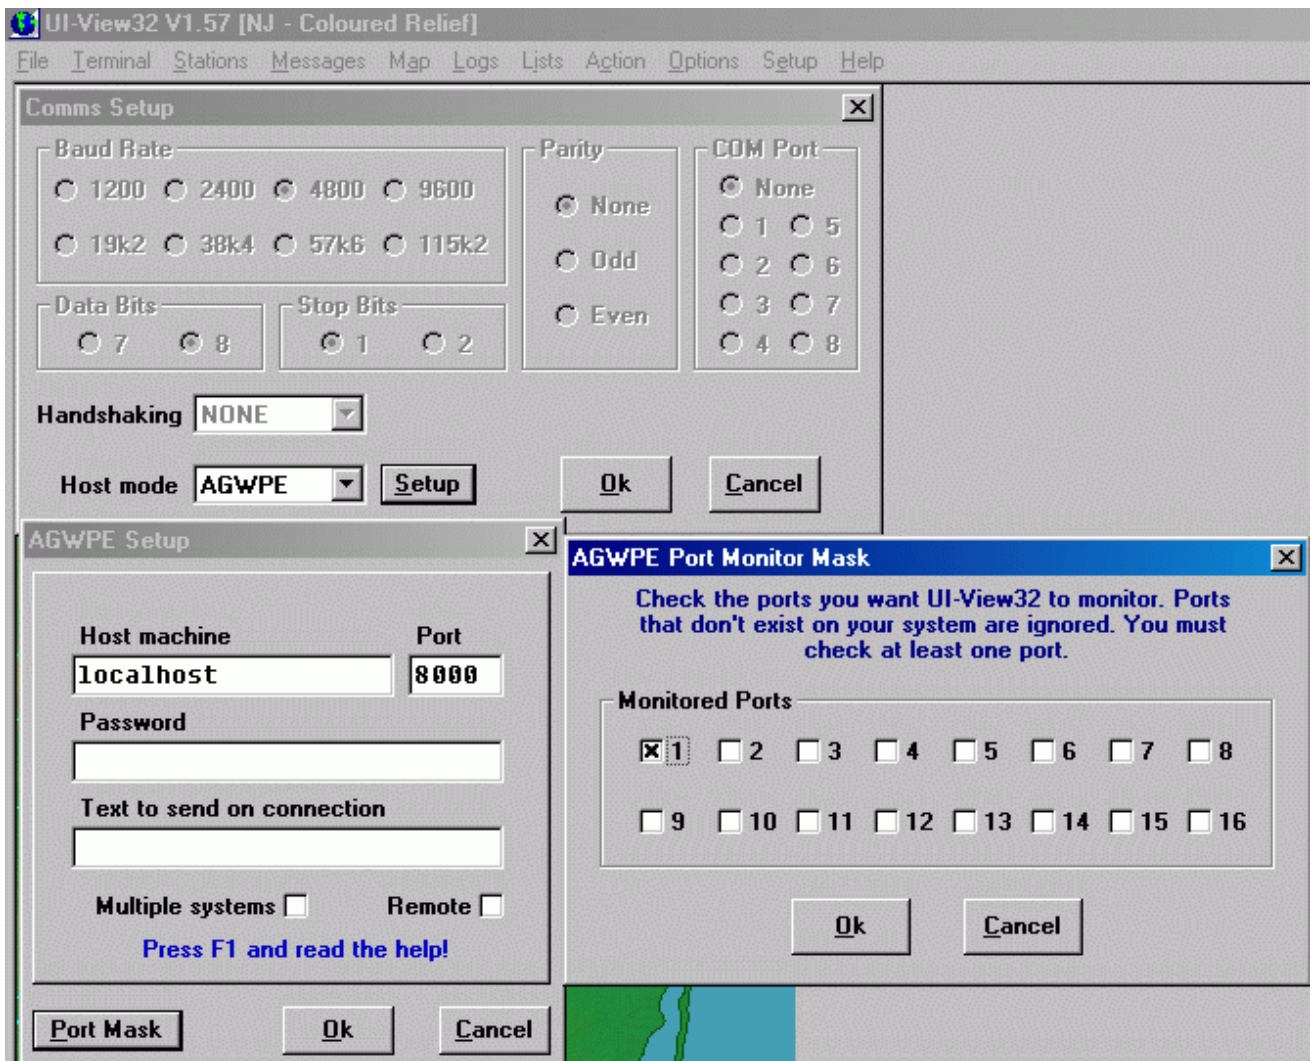 UI-View32 V1.57 [NJ - Coloured Relief]
File Terminal Stations Messages Map Logs Lists Action Options Setup Help
Comms Setup
Baud Rate
1200 2400 4800 9600
19k2 38k4 57k6 115k2
Parity
None
Odd
Even
COM Port
None
1 5
2 6
3 7
4 8
Data Bits
7 8
Stop Bits
1 2
Handshaking NONE
Host mode AGWPE Setup Ok Cancel
AGWPE Setup
Host machine Port
localhost 8000
Password
Text to send on connection
Multiple systems Remote
Press F1 and read the help!
Port Mask Ok Cancel
AGWPE Port Monitor Mask
Check the ports you want UI-View32 to monitor. Ports
that don't exist on your system are ignored. You must
check at least one port.
Monitored Ports
1 2 3 4 5 6 7 8
9 10 11 12 13 14 15 16
Ok Cancel